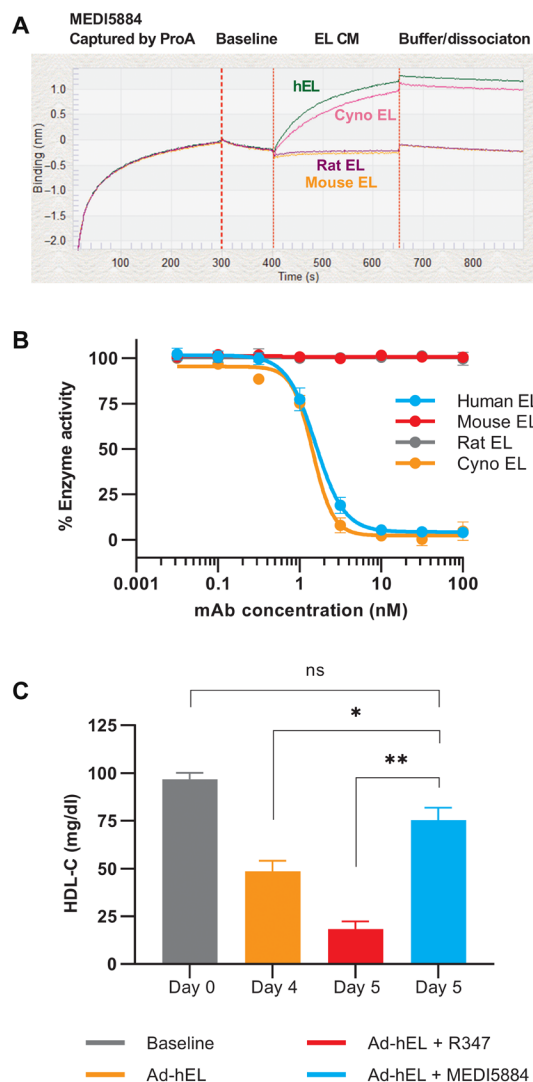 A
MEDI5884
Captured by ProA Baseline EL CM Buffer/dissociaton
Binding (nm)
1.0
0.5
0
−0.5
−1.0
−1.5
−2.0
hEL
Cyno EL
Rat EL
Mouse EL
100 200 300 400 500 600 700 800
Time (s)
B
% Enzyme activity
100
75
50
25
0
Human EL
Mouse EL
Rat EL
Cyno EL
0.001 0.1 1 10 100
mAb concentration (nM)
C
ns
*
**
HDL-C (mg/dl)
125
100
75
50
25
0
Day 0 Day 4 Day 5 Day 5
Baseline
Ad-hEL
Ad-hEL + R347
Ad-hEL + MEDI5884